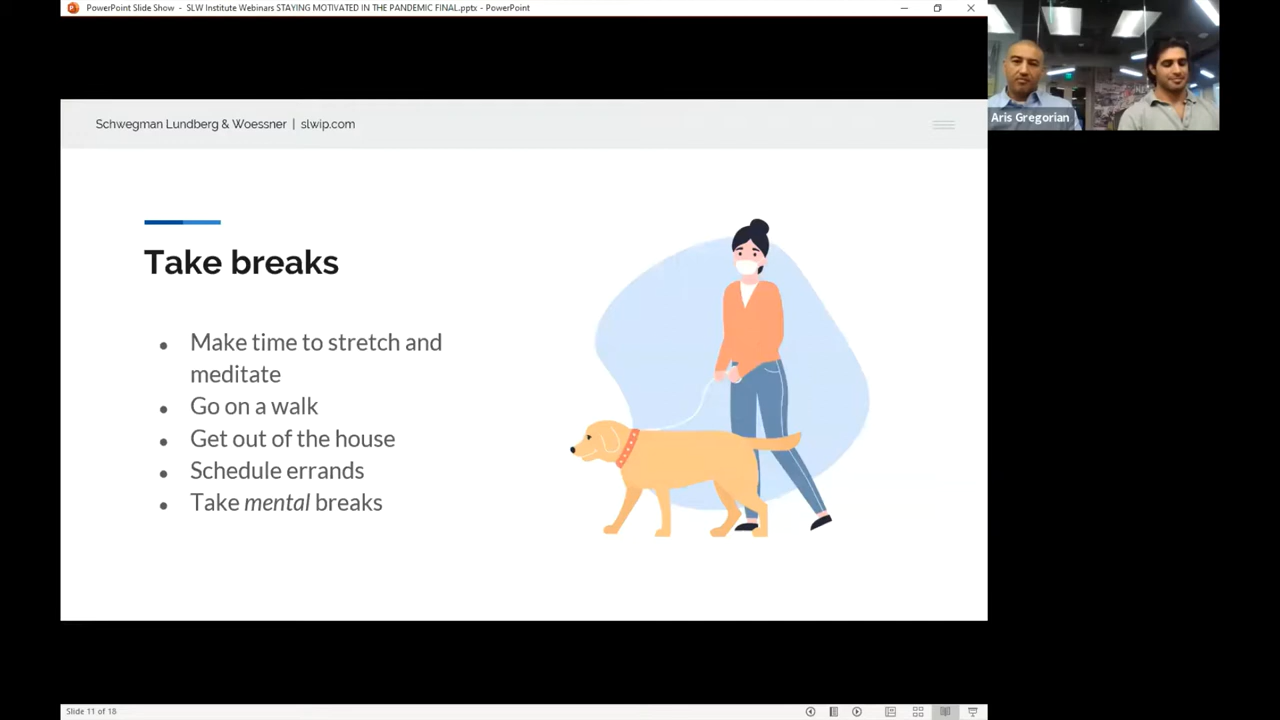 PowerPoint Slide Show - SLW Institute Webinars STAYING MOTIVATED IN THE PANDEMIC FINAL.pptx - PowerPoint
Aris Gregorian
Schwegman Lundberg & Woessner | slwip.com
Take breaks
• Make time to stretch and
meditate
• Go on a walk
• Get out of the house
• Schedule errands
• Take mental breaks
Slide 11 of 18